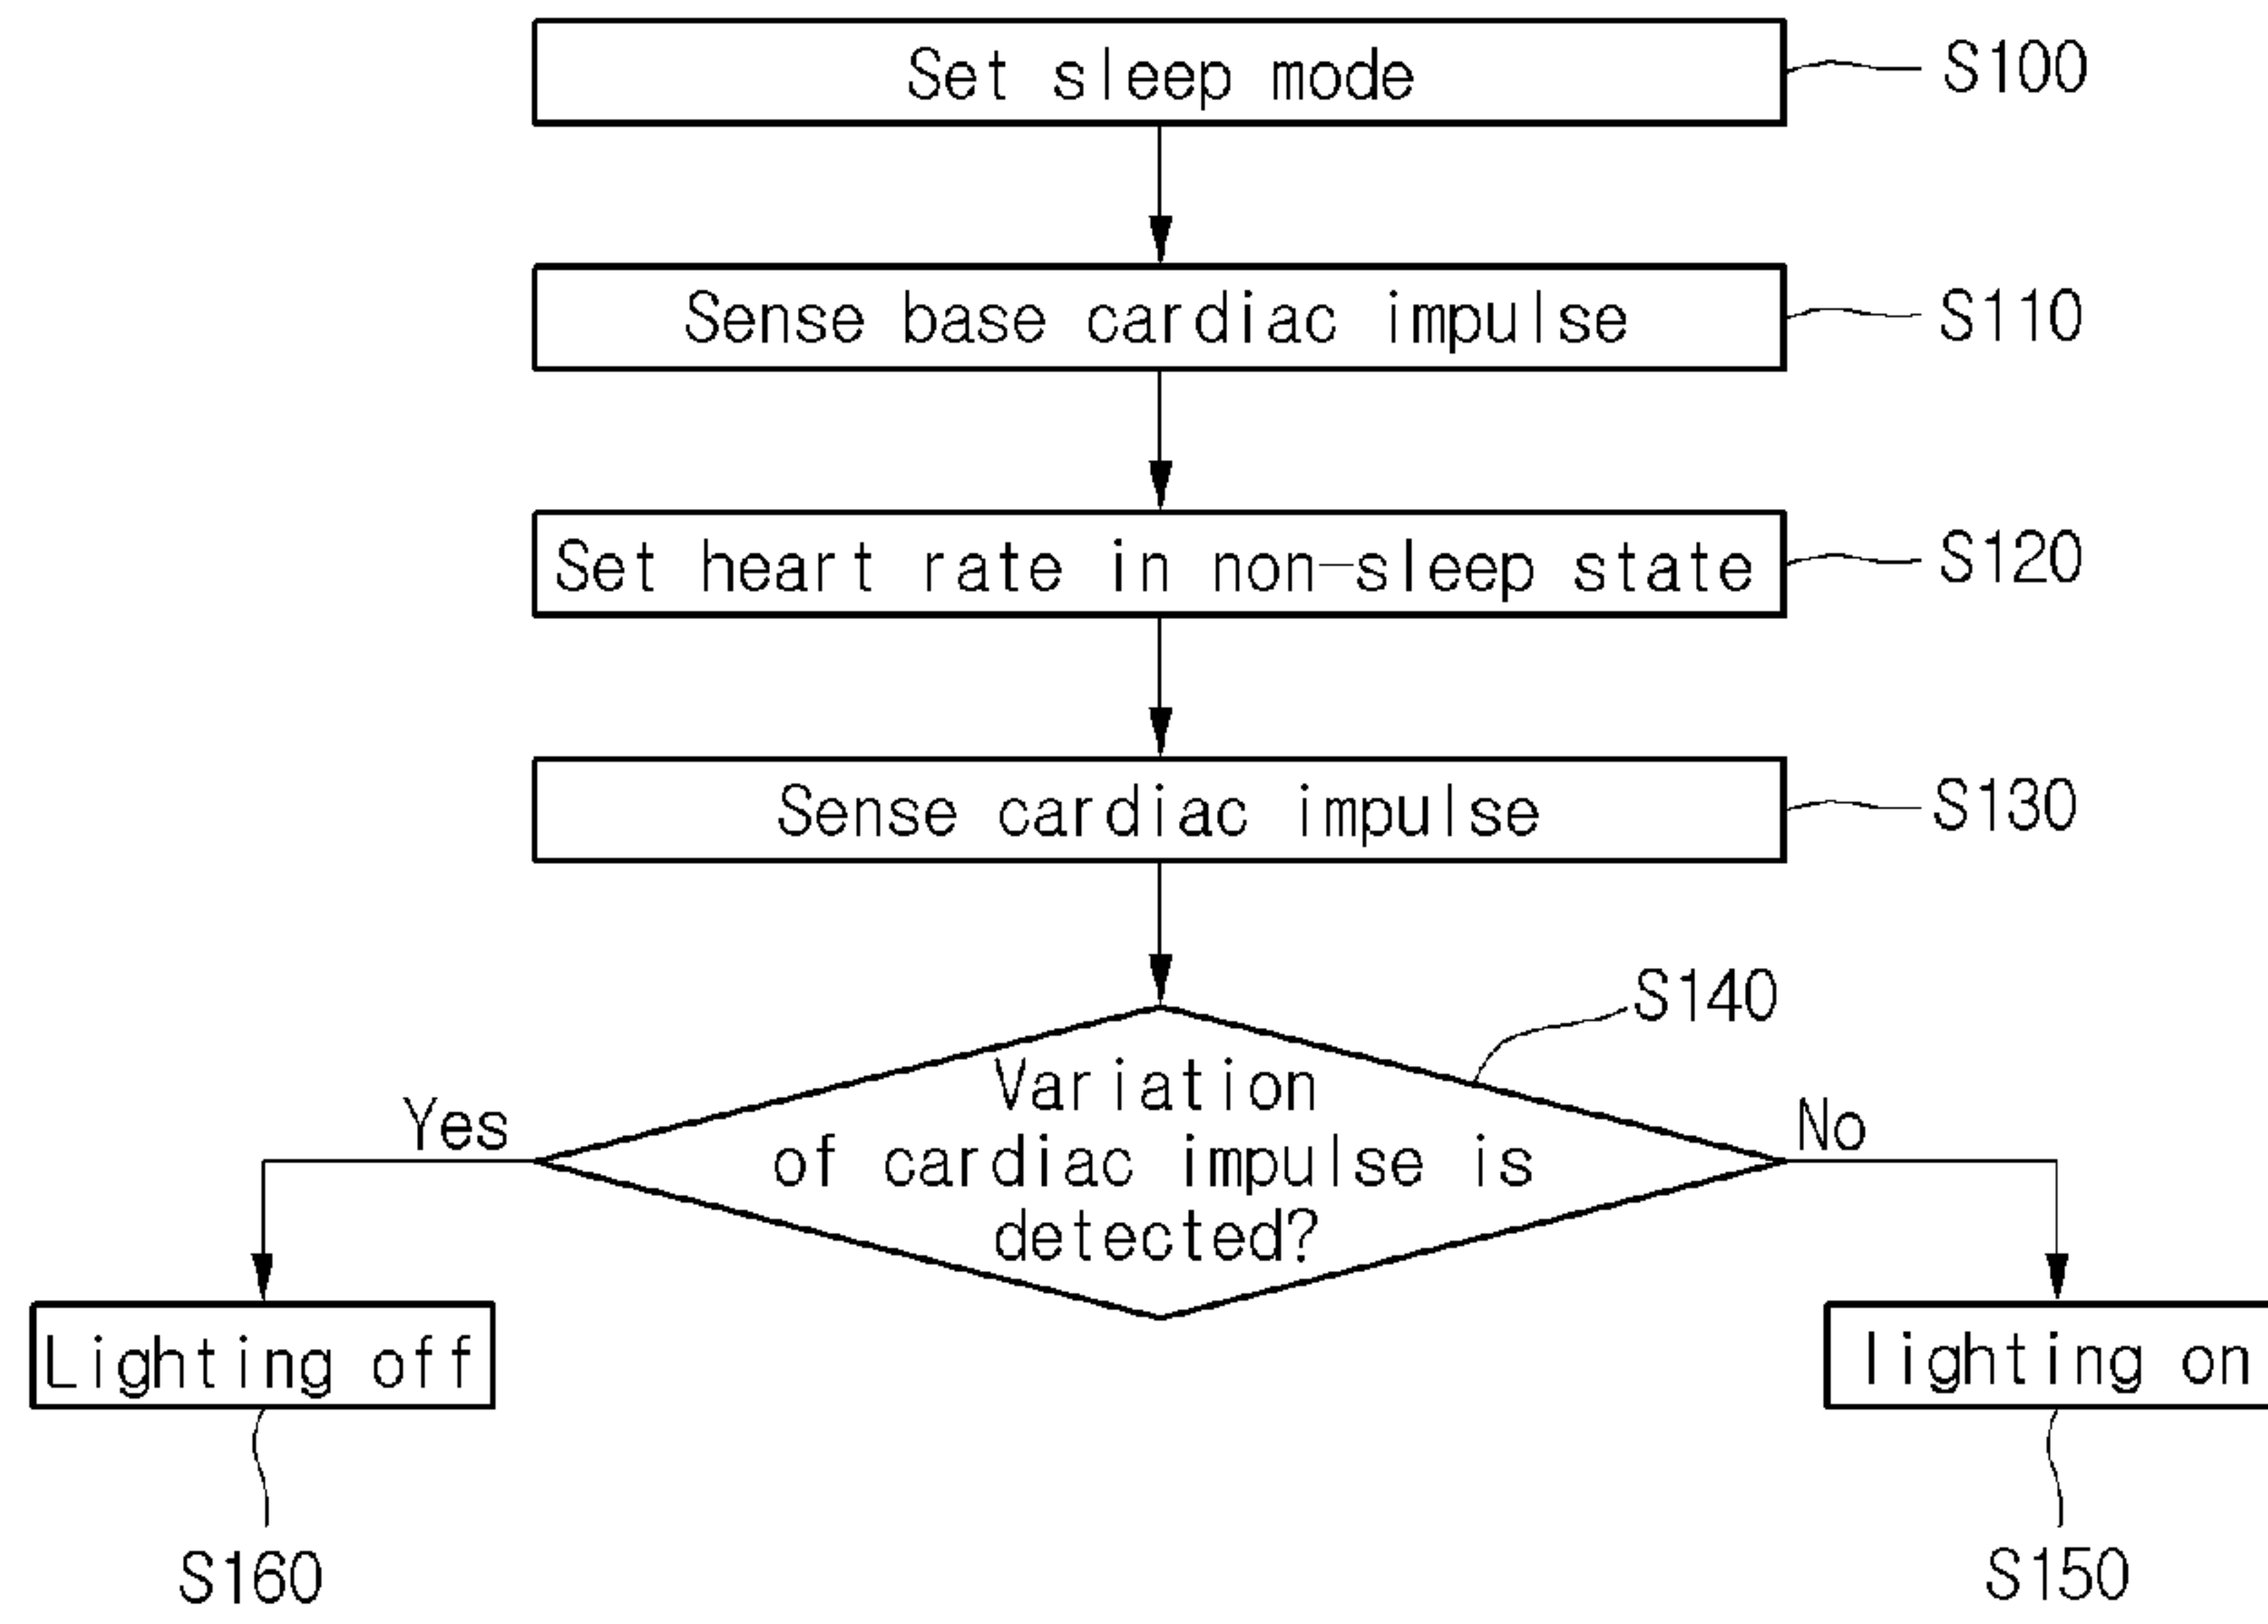 Set sleep mode
S100
Sense base cardiac impulse
S110
Set heart rate in non-sleep state
S120
Sense cardiac impulse
S130
S140
Variation
of cardiac impulse is
detected?
Yes
No
Lighting off
lighting on
S160
S150